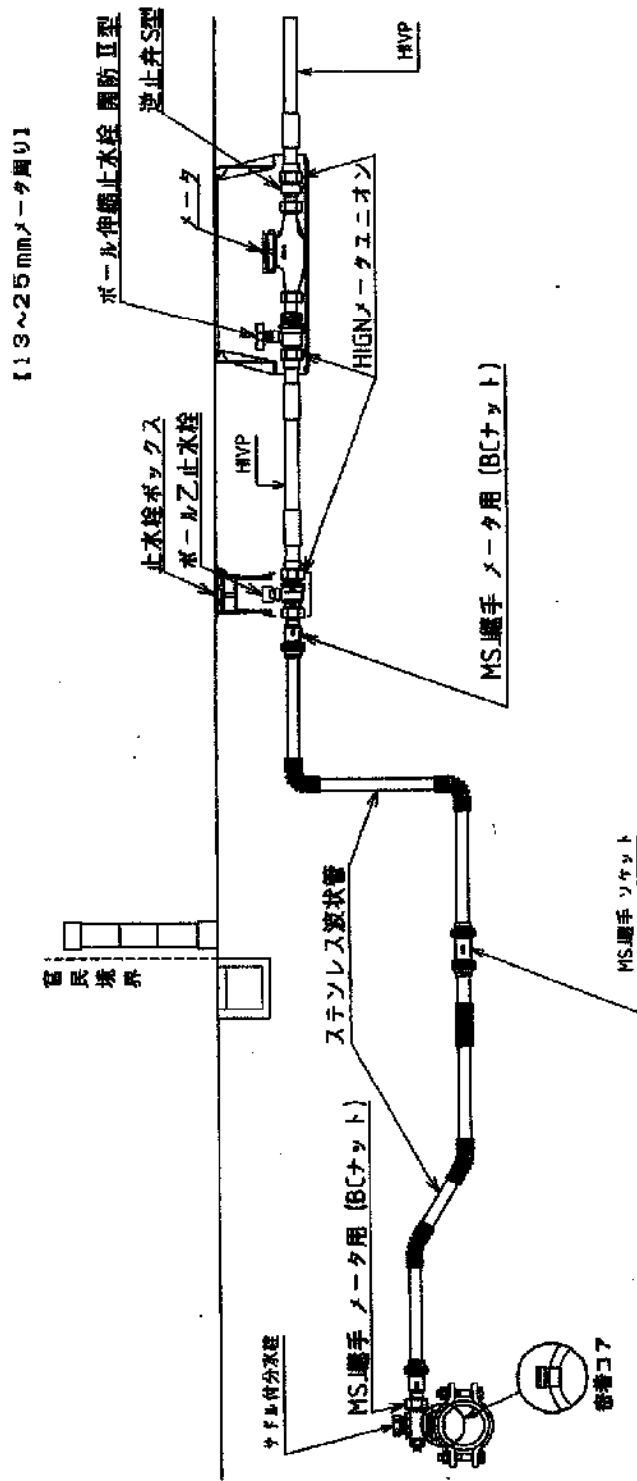 【13~25mmメータ周り】
ボール伸縮止水栓 開防Ⅱ型
逆止弁S型
メータ
HIVP
止水栓ボックス
ボール乙止水栓
HIVP
HIGNメータユニオン
MSJ継手 メータ用 (BCナット)
官民境界
ステンレス波状管
MSJ継手 ソケット
MSJ継手 メータ用 (BCナット)
サドル付分水栓
密着コア